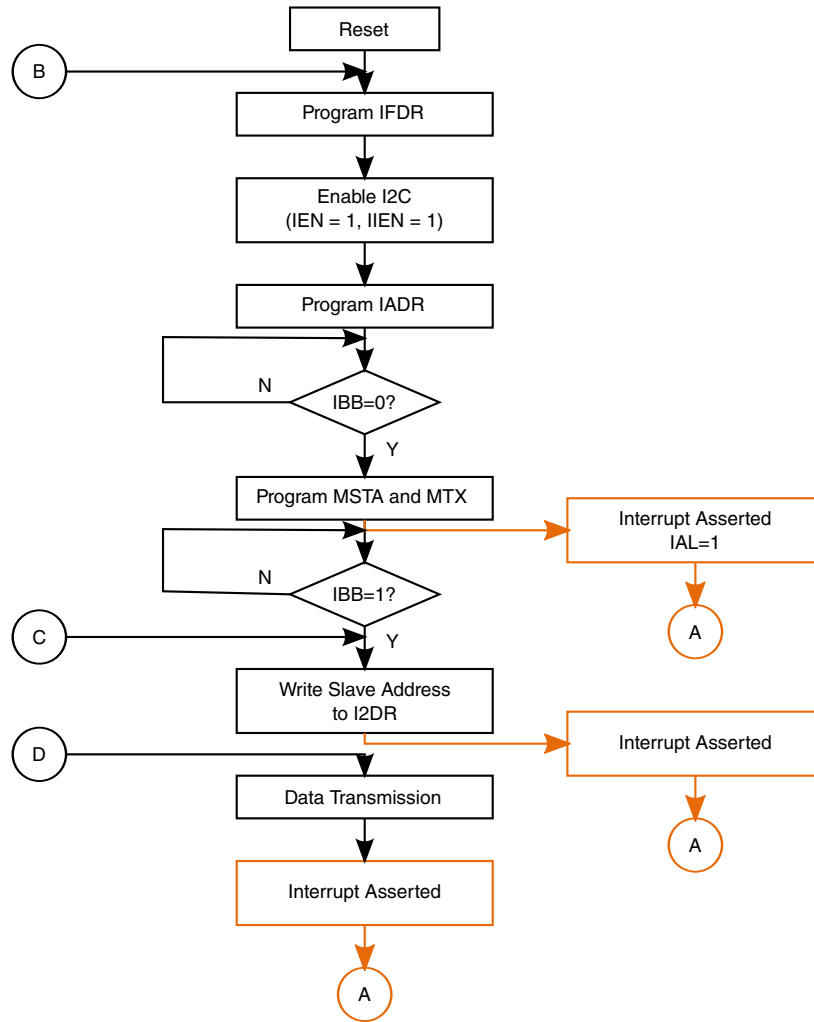 Reset
B
Program IFDR
Enable I2C
(IEN = 1, IIEN = 1)
Program IADR
N
IBB=0?
Y
Program MSTA and MTX
Interrupt Asserted
IAL=1
N
IBB=1?
A
C
Y
Write Slave Address
to I2DR
Interrupt Asserted
D
Data Transmission
A
Interrupt Asserted
A